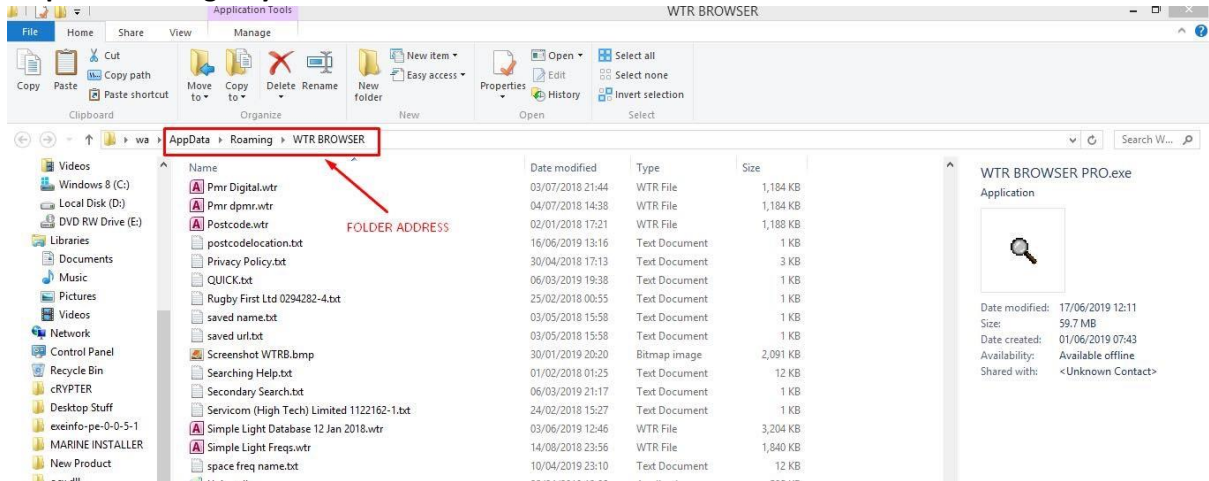 Application Tools
WTR BROWSER
File Home Share View Manage
Cut
Copy path
Paste shortcut
Copy Paste
Move to Copy to Delete Rename
New folder
New item
Easy access
Properties
Open
Edit
History
Select all
Select none
Invert selection
Clipboard Organize New Open Select
wa AppData Roaming WTR BROWSER
Search W...
FOLDER ADDRESS
Videos
Windows 8 (C:)
Local Disk (D:)
DVD RW Drive (E:)
Libraries
Documents
Music
Pictures
Videos
Network
Control Panel
Recycle Bin
cRYPTER
Desktop Stuff
exeinfo-pe-0-0-5-1
MARINE INSTALLER
New Product
Name Date modified Type Size
Pmr Digital.wtr 03/07/2018 21:44 WTR File 1,184 KB
Pmr dpmr.wtr 04/07/2018 14:38 WTR File 1,184 KB
Postcode.wtr 02/01/2018 17:21 WTR File 1,188 KB
postcodelocation.txt 16/06/2019 13:16 Text Document 1 KB
Privacy Policy.txt 30/04/2018 17:13 Text Document 3 KB
QUICK.txt 06/03/2019 19:38 Text Document 1 KB
Rugby First Ltd 0294282-4.txt 25/02/2018 00:55 Text Document 1 KB
saved name.txt 03/05/2018 15:58 Text Document 1 KB
saved url.txt 03/05/2018 15:58 Text Document 1 KB
Screenshot WTRB.bmp 30/01/2019 20:20 Bitmap image 2,091 KB
Searching Help.txt 01/02/2018 01:25 Text Document 12 KB
Secondary Search.txt 06/03/2019 21:17 Text Document 1 KB
Servicom (High Tech) Limited 1122162-1.txt 24/02/2018 15:27 Text Document 1 KB
Simple Light Database 12 Jan 2018.wtr 03/06/2019 12:46 WTR File 3,204 KB
Simple Light Freqs.wtr 14/08/2018 23:56 WTR File 1,840 KB
space freq name.txt 10/04/2019 23:10 Text Document 12 KB
WTR BROWSER PRO.exe
Application
Date modified: 17/06/2019 12:11
Size: 59.7 MB
Date created: 01/06/2019 07:43
Availability: Available offline
Shared with: <Unknown Contact>